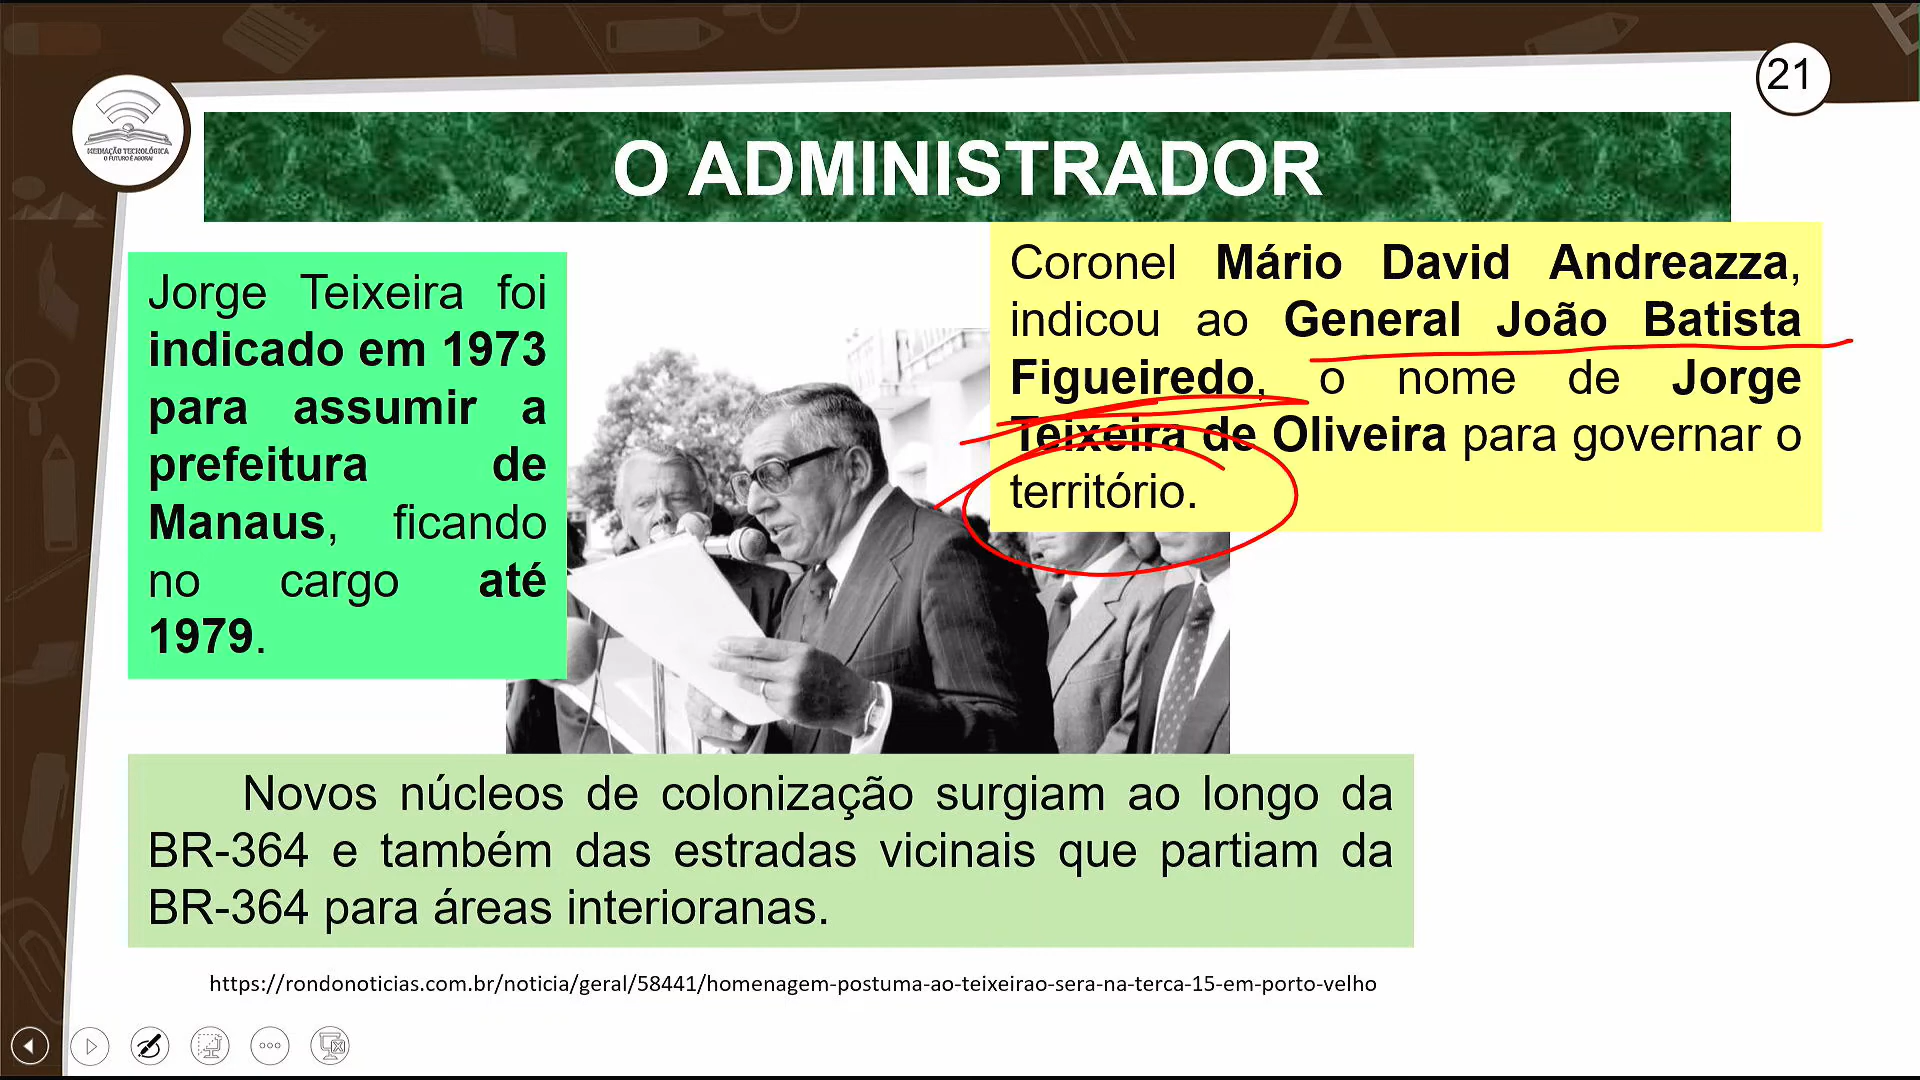 21
MEDIAÇÃO TECNOLÓGICA
O FUTURO É AGORA!
O ADMINISTRADOR
Jorge Teixeira foi
indicado em 1973
para assumir a
prefeitura de
Manaus, ficando
no cargo até
1979.
Coronel Mário David Andreazza,
indicou ao General João Batista
Figueiredo, o nome de Jorge
Teixeira de Oliveira para governar o
território.
Novos núcleos de colonização surgiam ao longo da
BR-364 e também das estradas vicinais que partiam da
BR-364 para áreas interioranas.
https://rondonoticias.com.br/noticia/geral/58441/homenagem-postuma-ao-teixeirao-sera-na-terca-15-em-porto-velho